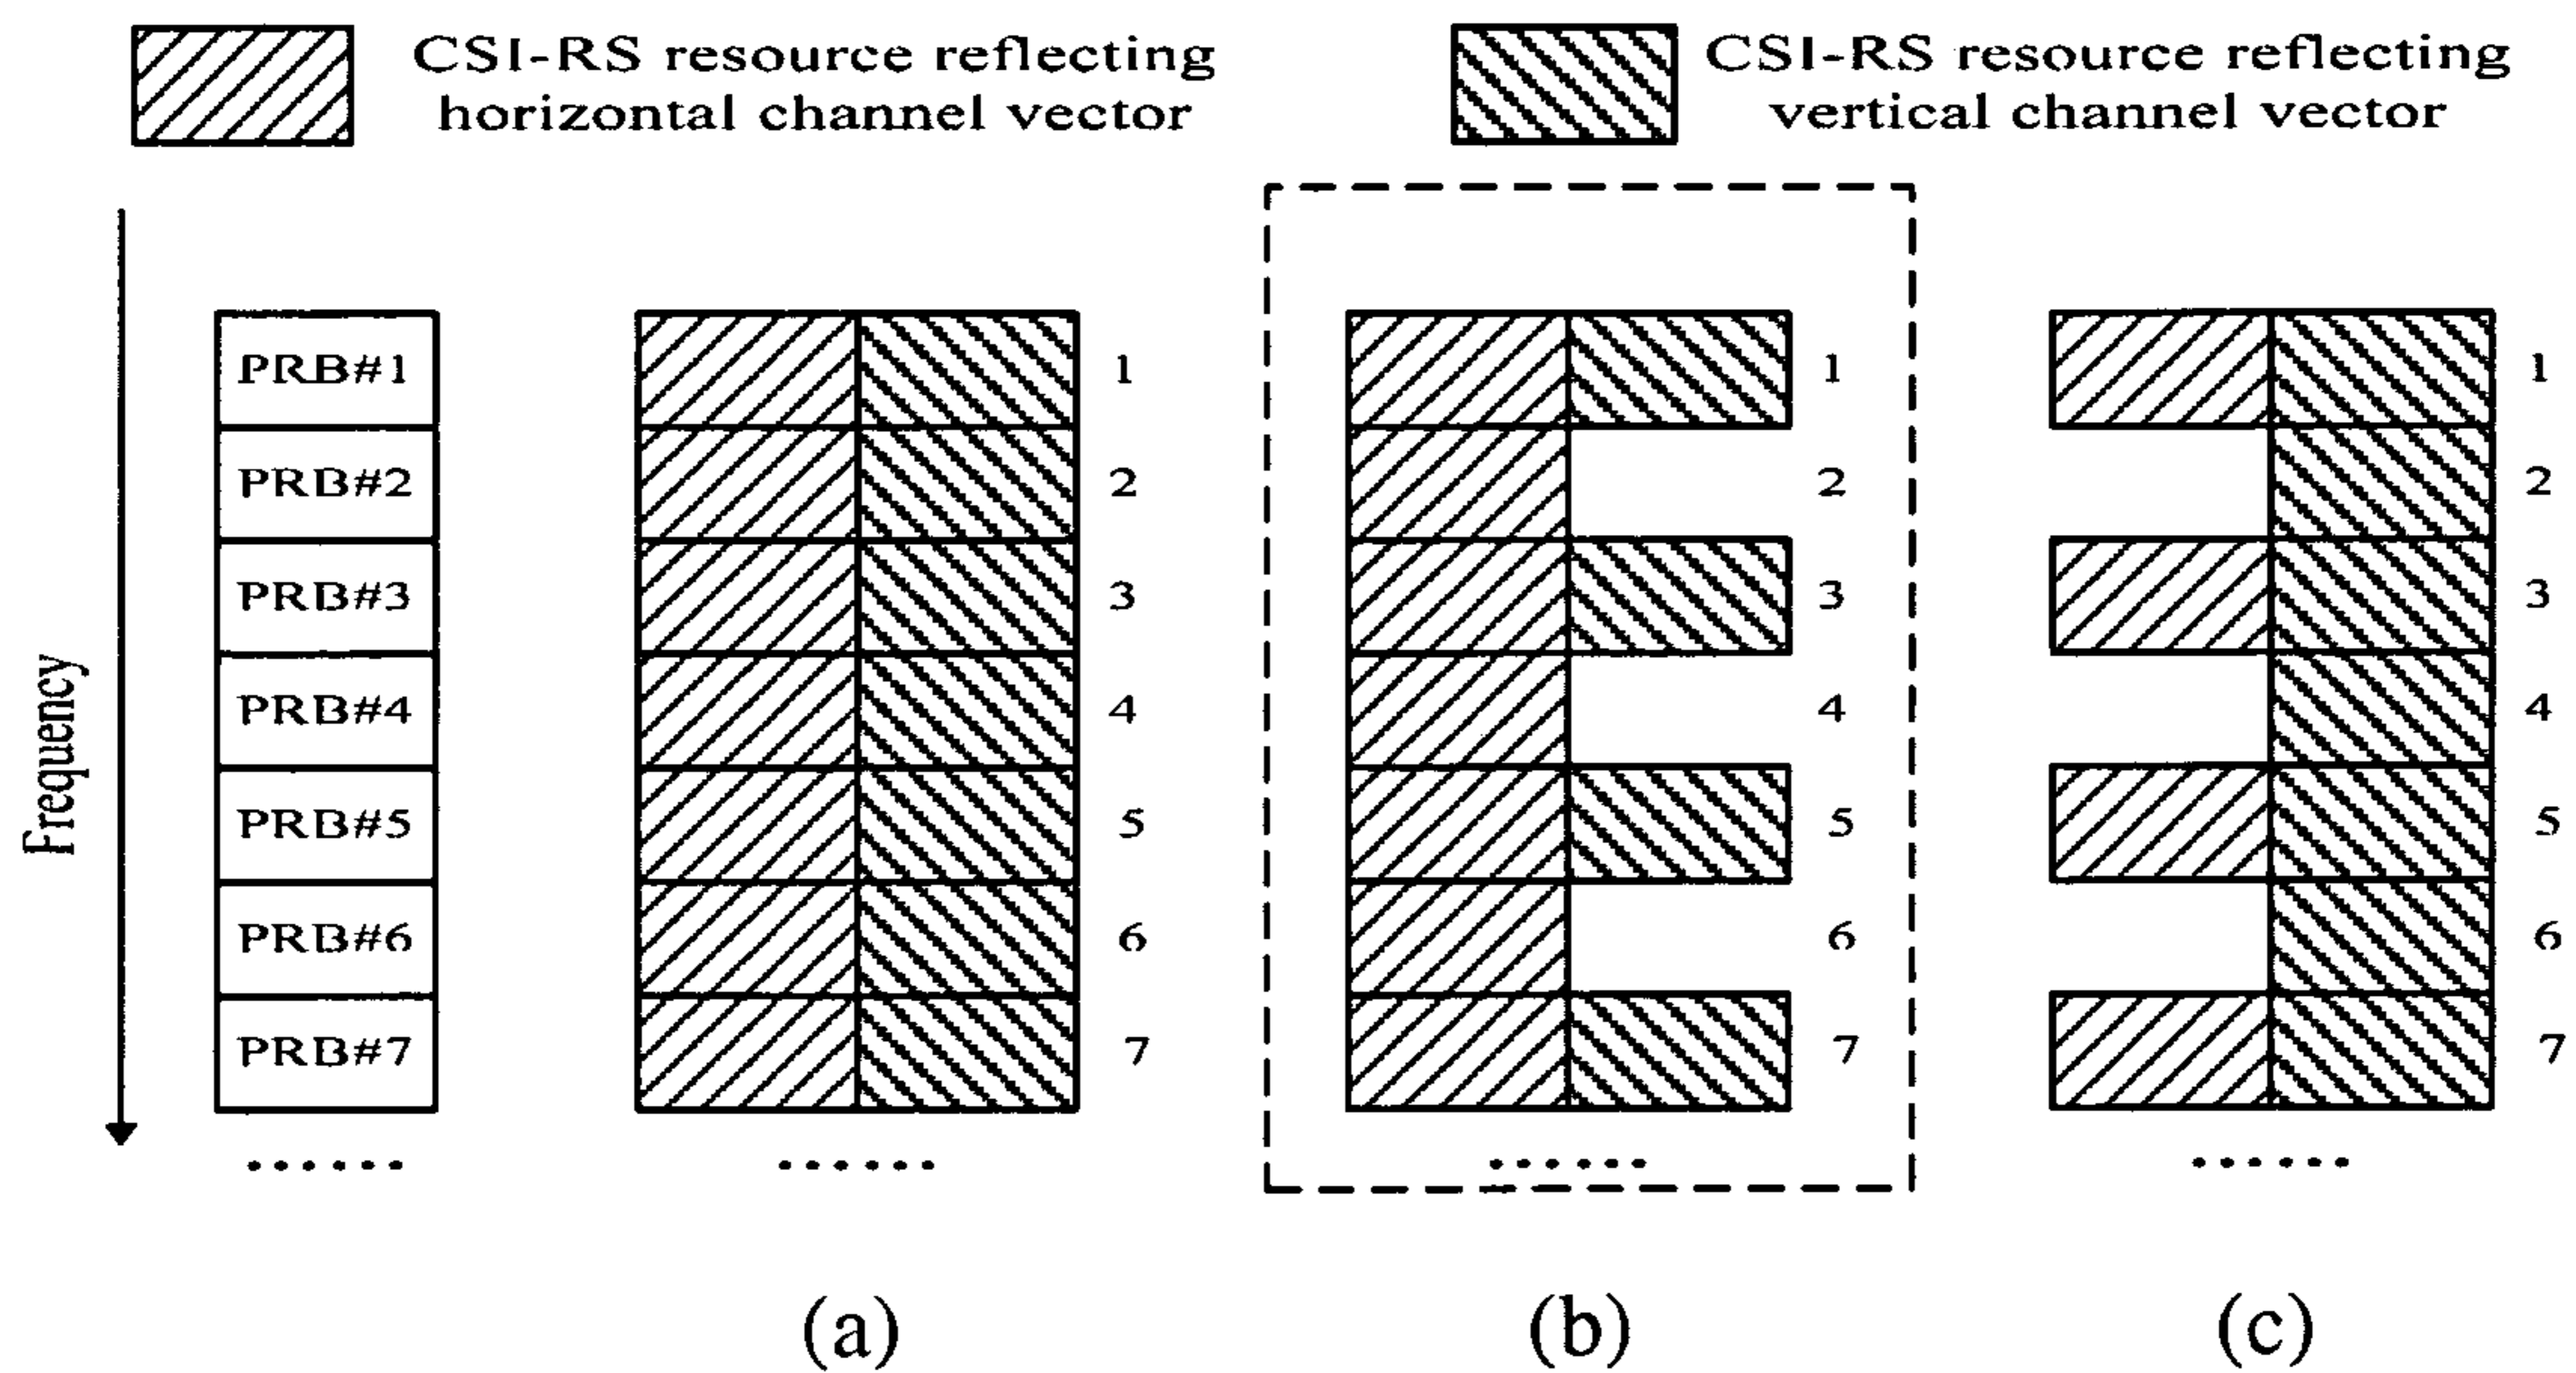 CSI-RS resource reflecting
horizontal channel vector
CSI-RS resource reflecting
vertical channel vector
Frequency
PRB#1
PRB#2
PRB#3
PRB#4
PRB#5
PRB#6
PRB#7
......
1
2
3
4
5
6
7
......
1
2
3
4
5
6
7
......
1
2
3
4
5
6
7
......
(a)
(b)
(c)